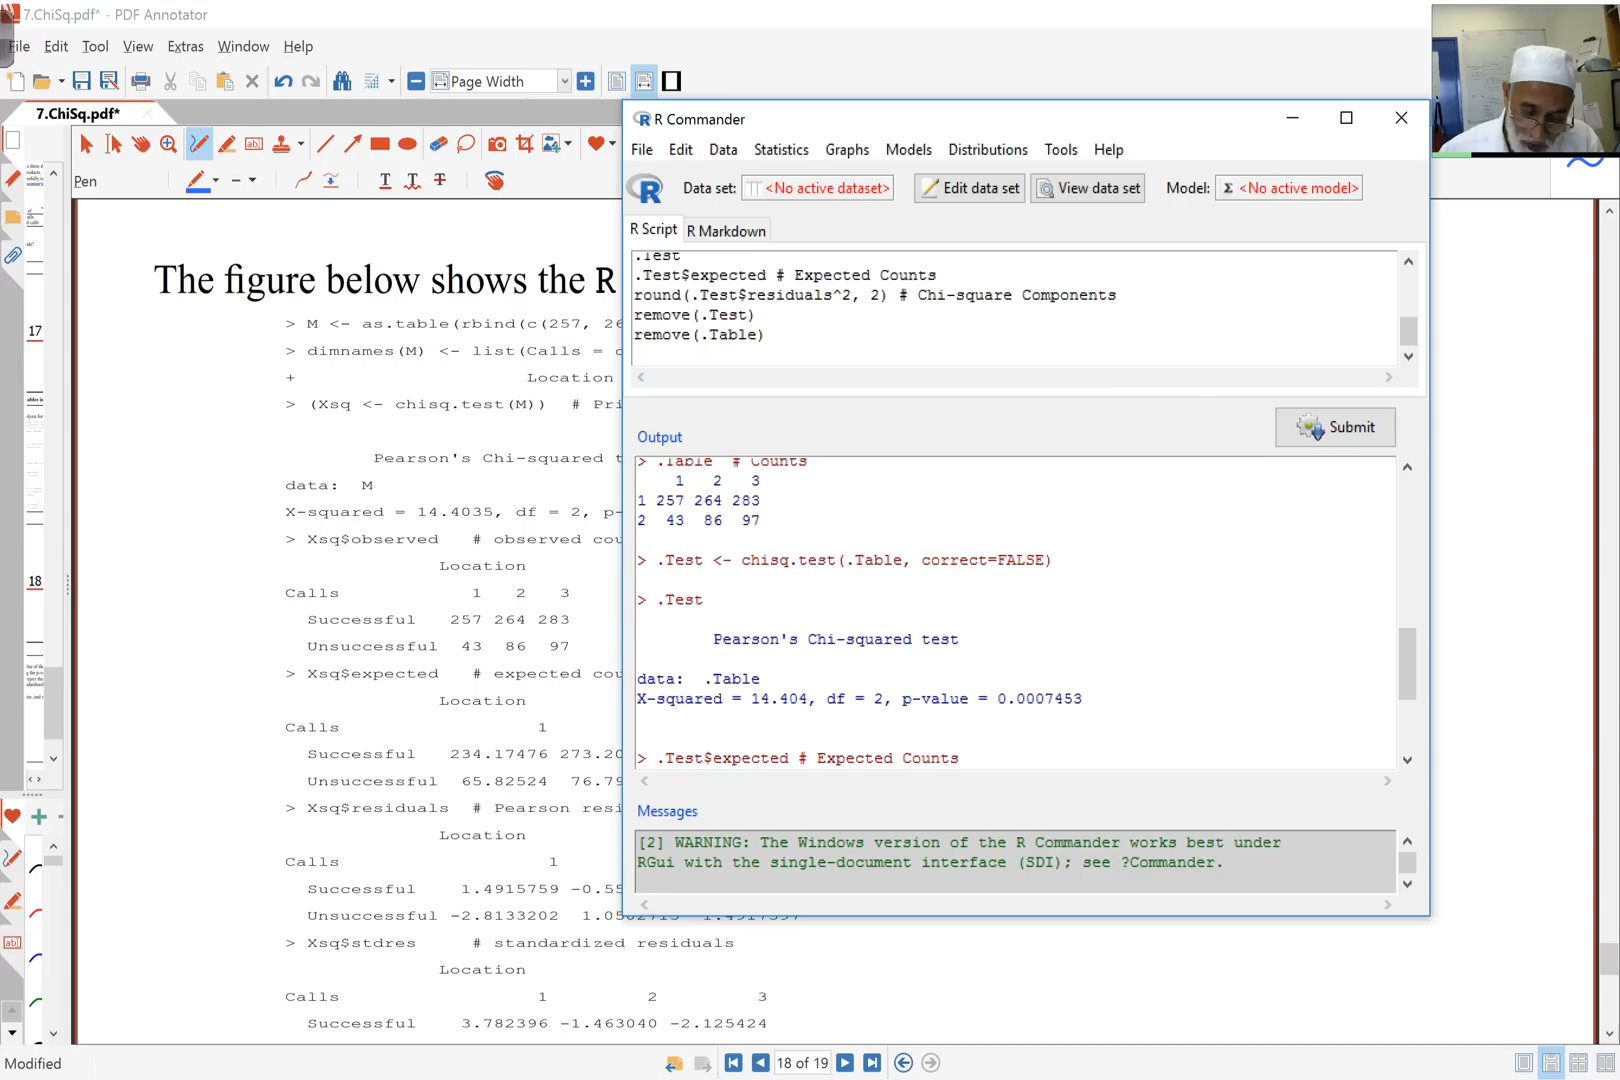 7.ChiSq.pdf* - PDF Annotator
File Edit Tool View Extras Window Help
Page Width
7.ChiSq.pdf*
Pen
17
18
The figure below shows the R
> M <- as.table(rbind(c(257, 26
> dimnames(M) <- list(Calls = c
+ Location
> (Xsq <- chisq.test(M)) # Pri
Pearson's Chi-squared t
data: M
X-squared = 14.4035, df = 2, p-
> Xsq$observed # observed cou
Location
Calls 1 2 3
Successful 257 264 283
Unsuccessful 43 86 97
> Xsq$expected # expected cou
Location
Calls 1
Successful 234.17476 273.20
Unsuccessful 65.82524 76.79
> Xsq$residuals # Pearson resi
Location
Calls 1
Successful 1.4915759 -0.55
Unsuccessful -2.8133202
> Xsq$stdres # standardized residuals
Location
Calls 1 2 3
Successful 3.782396 -1.463040 -2.125424
R Commander
File Edit Data Statistics Graphs Models Distributions Tools Help
Data set: <No active dataset> Edit data set View data set Model: Σ <No active model>
R Script R Markdown
.Test
.Test$expected # Expected Counts
round(.Test$residuals^2, 2) # Chi-square Components
remove(.Test)
remove(.Table)
Submit
Output
> .Table # Counts
1 2 3
1 257 264 283
2 43 86 97
> .Test <- chisq.test(.Table, correct=FALSE)
> .Test
Pearson's Chi-squared test
data: .Table
X-squared = 14.404, df = 2, p-value = 0.0007453
> .Test$expected # Expected Counts
Messages
[2] WARNING: The Windows version of the R Commander works best under
RGui with the single-document interface (SDI); see ?Commander.
Modified
18 of 19